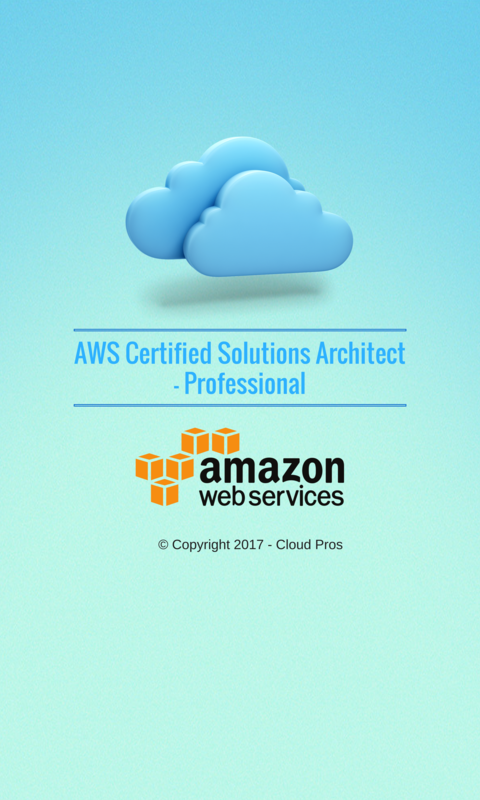 AWS Certified Solutions Architect
- Professional
amazon
web services
© Copyright 2017 - Cloud Pros